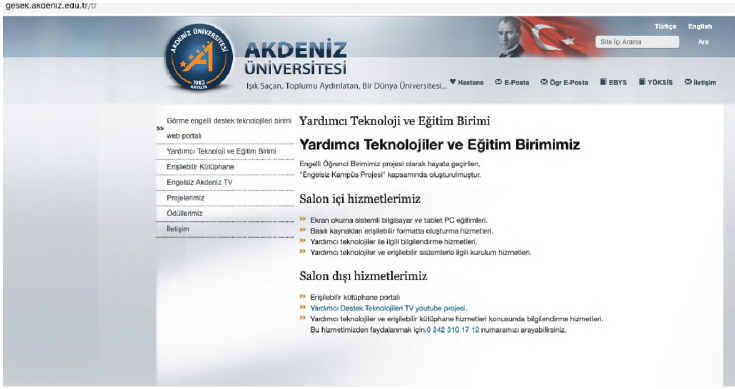 gesek.akdeniz.edu.tr/tr
Türkçe English
Site İçi Arama Ara
AKDENİZ ÜNİVERSİTESİ
1982
ANTALYA
AKDENİZ
ÜNİVERSİTESİ
Işık Saçan, Toplumu Aydınlatan, Bir Dünya Üniversitesi...
Hastane E-Posta Ögr E-Posta EBYS YÖKSİS İletişim
Görme engelli destek teknolojileri birimi
web portalı
Yardımcı Teknoloji ve Eğitim Birimi
Erişilebilir Kütüphane
Engelsiz Akdeniz TV
Projelerimiz
Ödüllerimiz
İletişim
Yardımcı Teknoloji ve Eğitim Birimi
Yardımcı Teknolojiler ve Eğitim Birimimiz
Engelli Öğrenci Birimimiz projesi olarak hayata geçirilen,
"Engelsiz Kampüs Projesi" kapsamında oluşturulmuştur.
Salon içi hizmetlerimiz
Ekran okuma sistemli bilgisayar ve tablet PC eğitimleri.
Basılı kaynakları erişilebilir formatta oluşturma hizmetleri.
Yardımcı teknolojiler ile ilgili bilgilendirme hizmetleri.
Yardımcı teknolojiler ve erişilebilir sistemlerle ilgili kurulum hizmetleri.
Salon dışı hizmetlerimiz
Erişilebilir kütüphane portalı
Yardımcı Destek Teknolojileri TV youtube projesi.
Yardımcı teknolojiler ve erişilebilir kütüphane hizmetleri konusunda bilgilendirme hizmetleri.
Bu hizmetimizden faydalanmak için,0 242 310 17 12 numaramızı arayabilirsiniz.